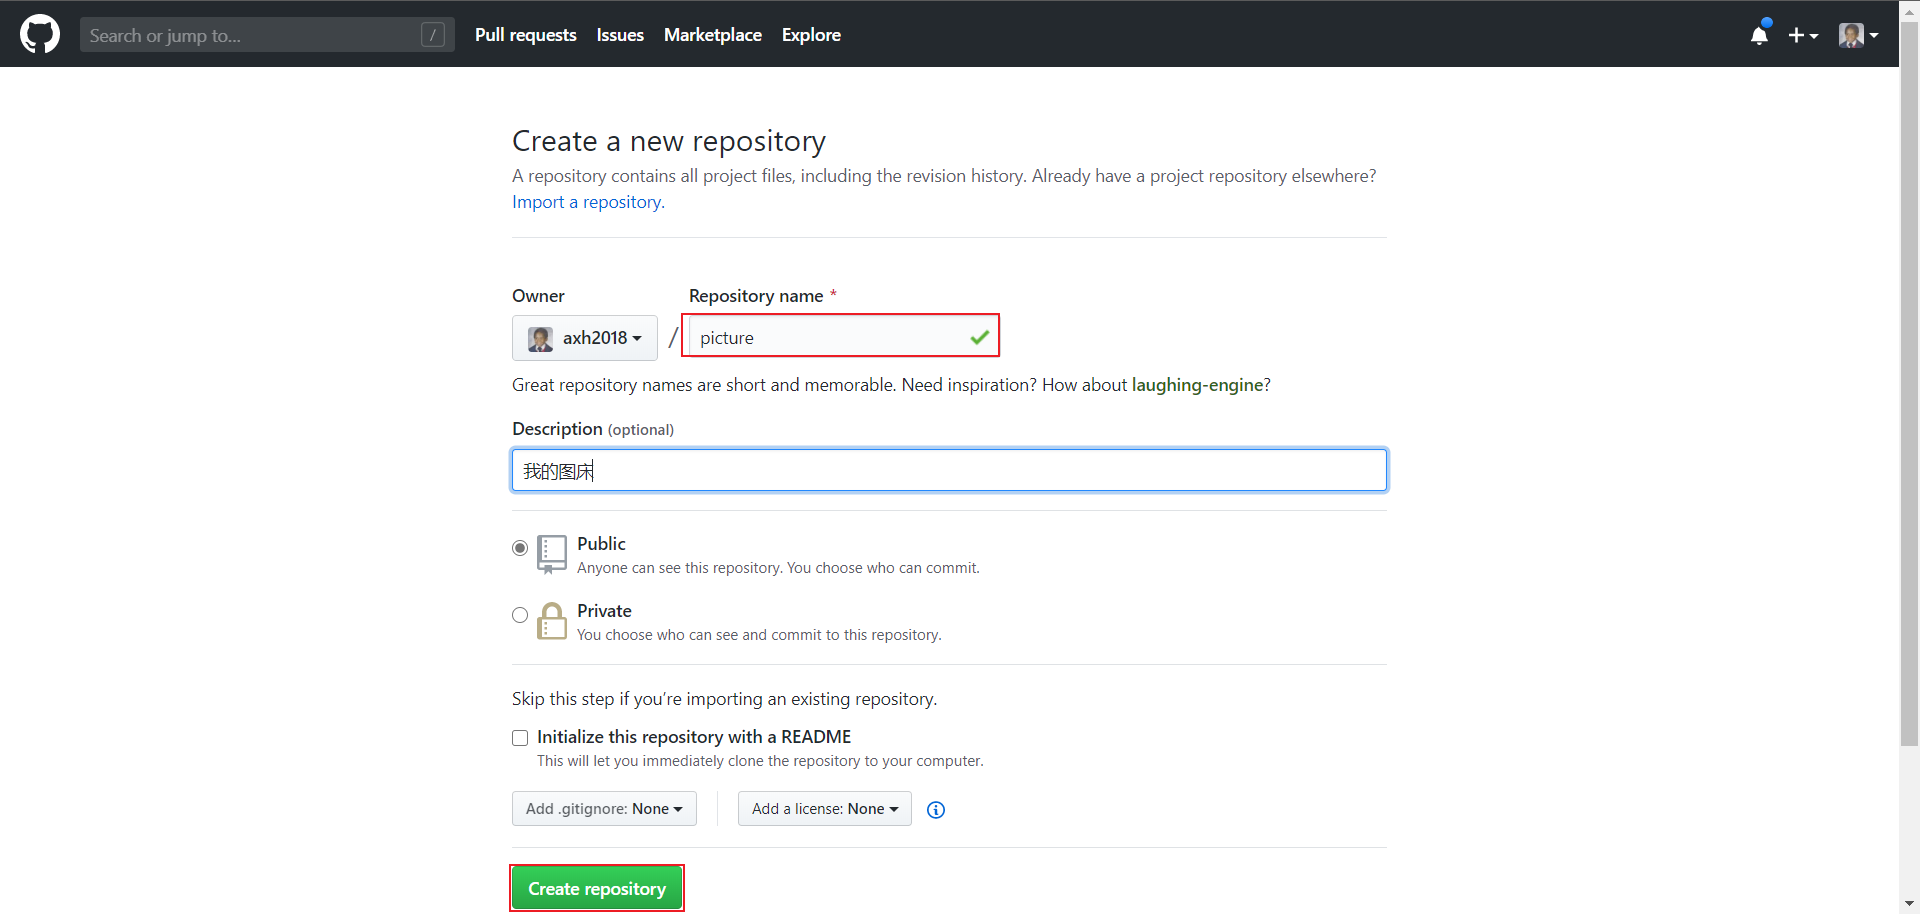 Search or jump to... / Pull requests Issues Marketplace Explore
Create a new repository
A repository contains all project files, including the revision history. Already have a project repository elsewhere?
Import a repository.
Owner Repository name *
axh2018 / picture
Great repository names are short and memorable. Need inspiration? How about laughing-engine?
Description (optional)
我的图床
Public
Anyone can see this repository. You choose who can commit.
Private
You choose who can see and commit to this repository.
Skip this step if you’re importing an existing repository.
Initialize this repository with a README
This will let you immediately clone the repository to your computer.
Add .gitignore: None Add a license: None
Create repository